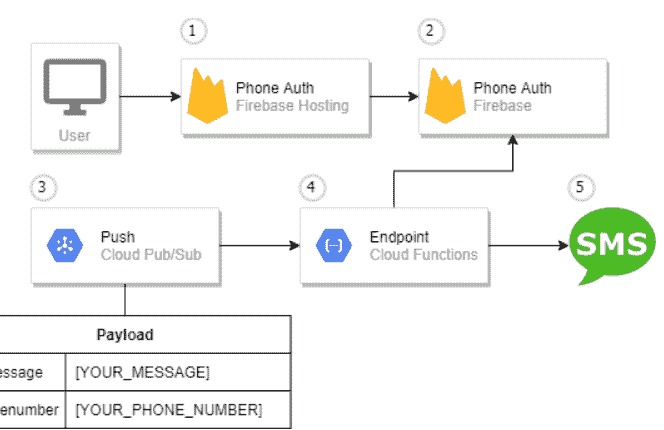 1
2
Phone Auth
Firebase Hosting
Phone Auth
Firebase
User
3
4
5
Push
Cloud Pub/Sub
Endpoint
Cloud Functions
SMS
Payload
[YOUR_MESSAGE]
[YOUR_PHONE_NUMBER]